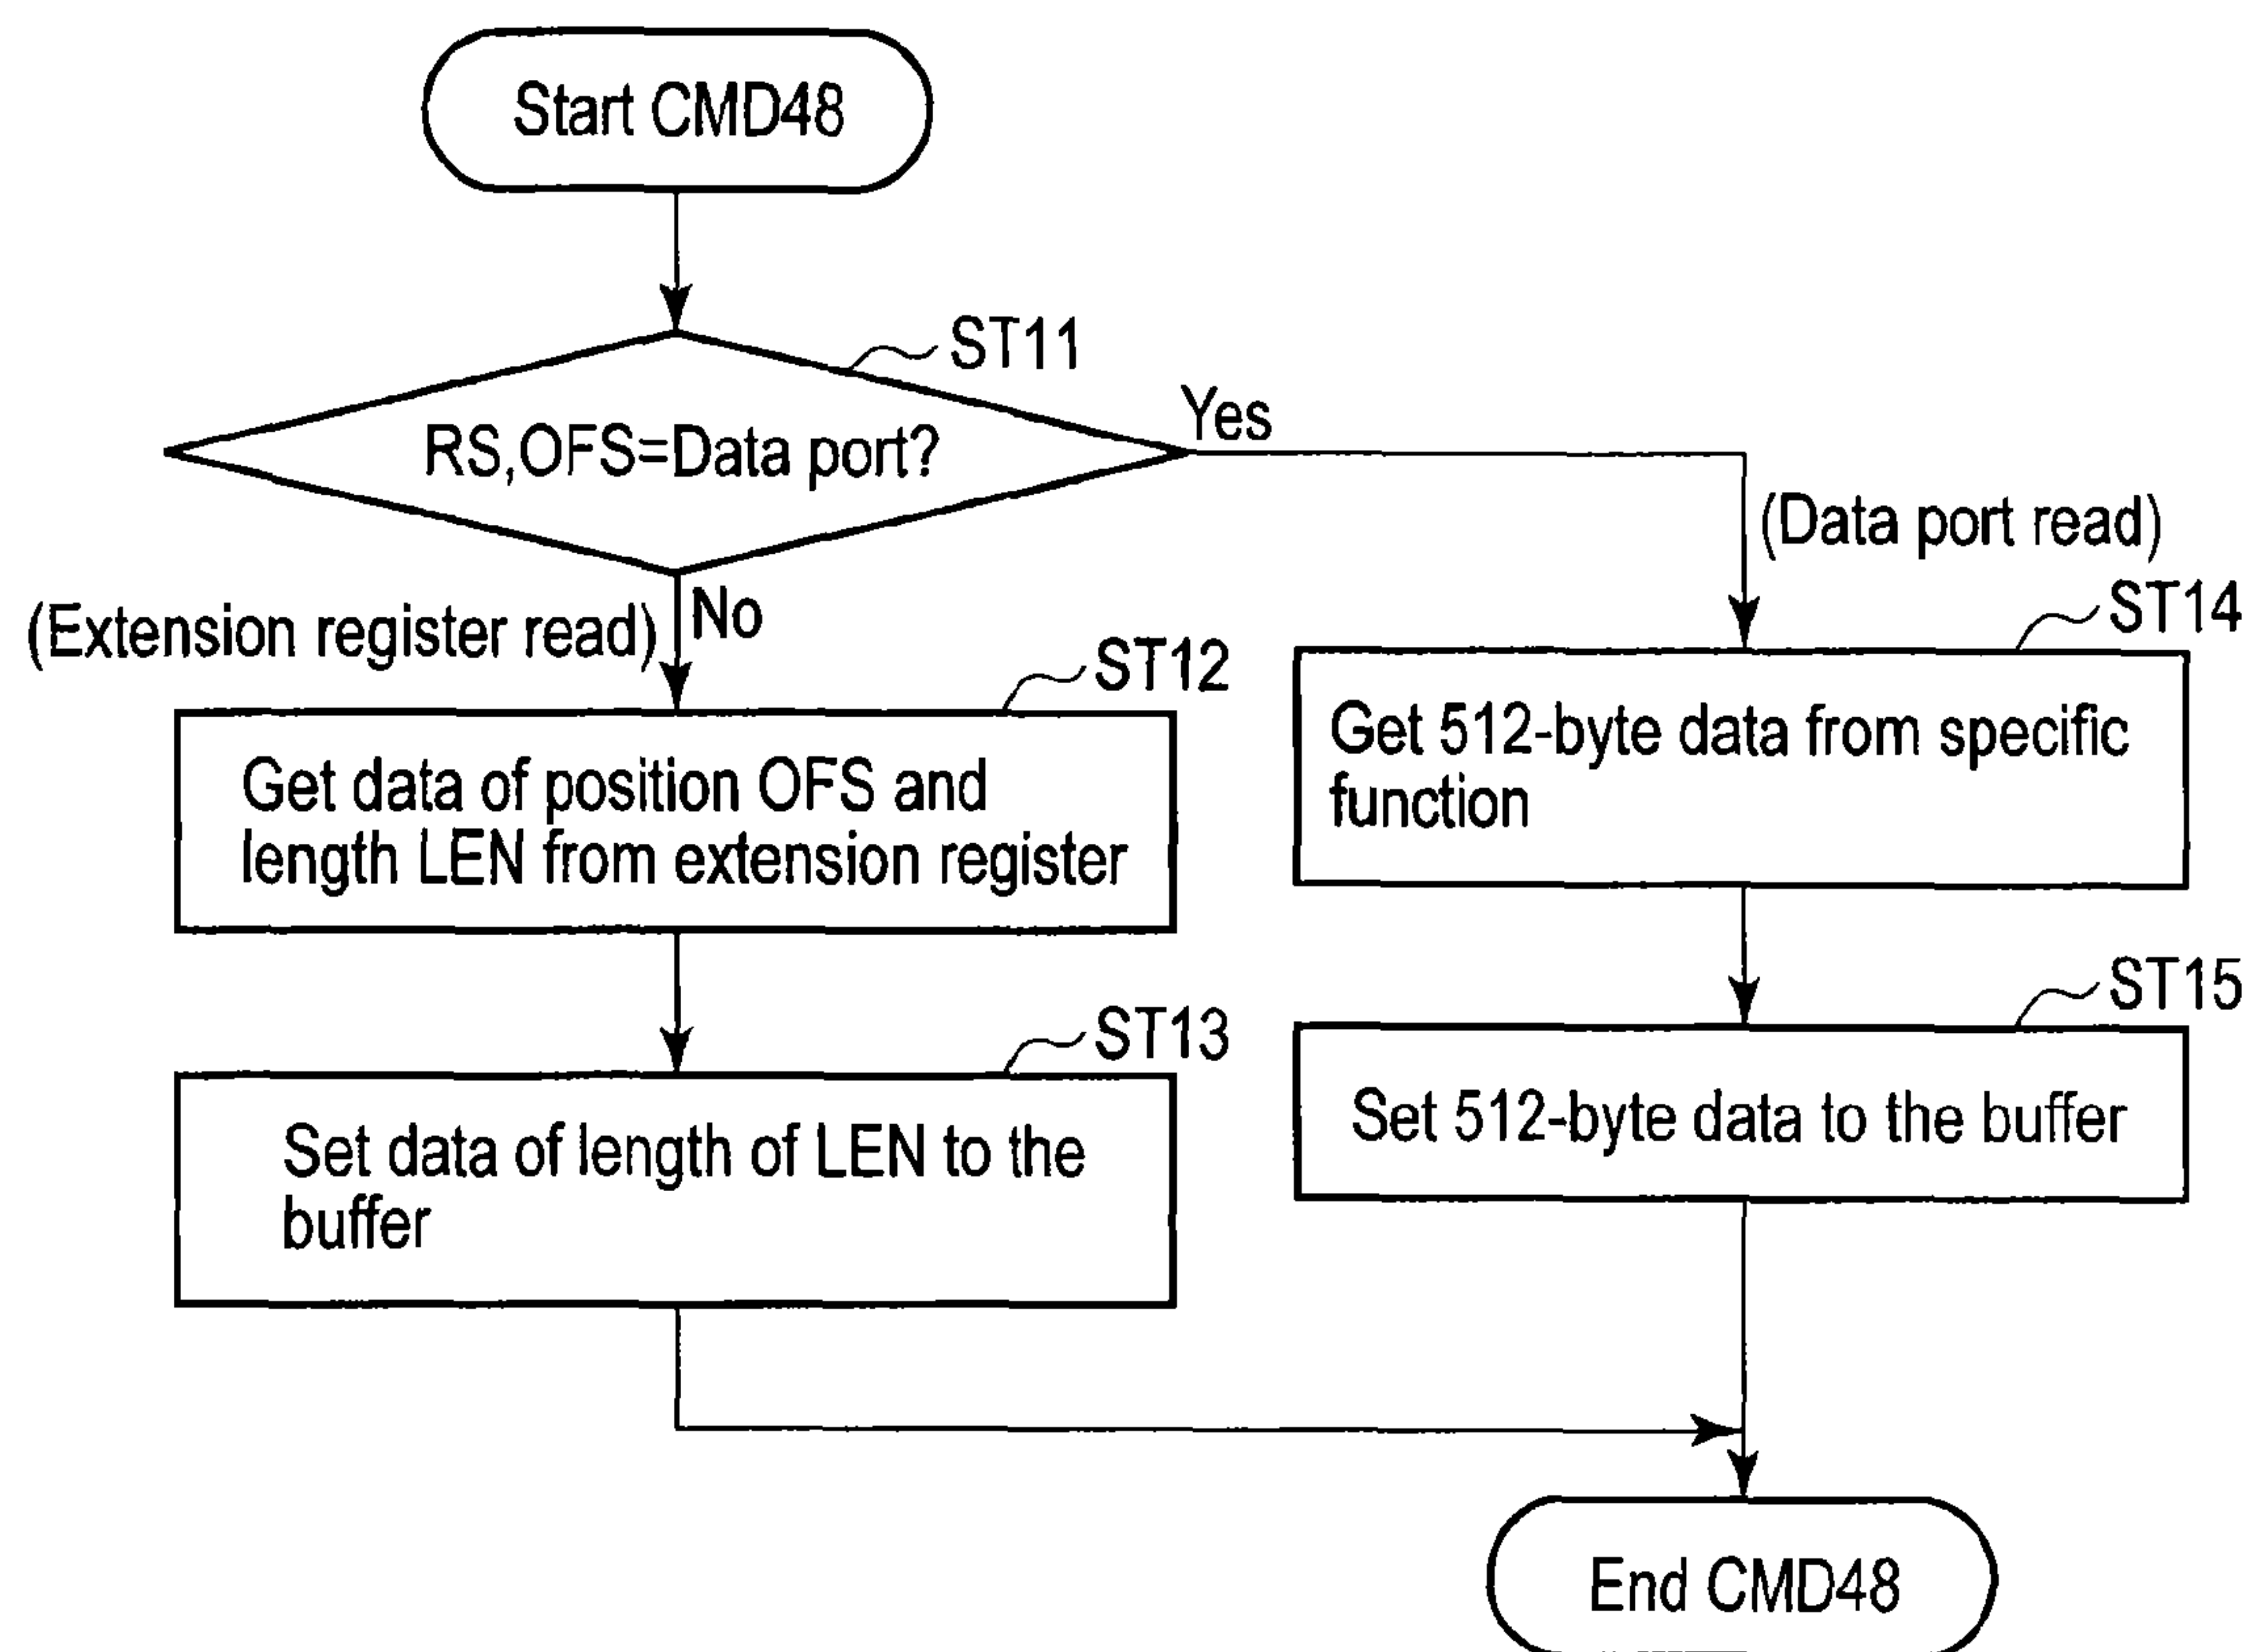 Start CMD48
ST11
RS,OFS=Data port?
Yes
(Data port read)
(Extension register read)
No
ST12
Get data of position OFS and
length LEN from extension register
ST14
Get 512-byte data from specific
function
ST13
Set data of length of LEN to the
buffer
ST15
Set 512-byte data to the buffer
End CMD48